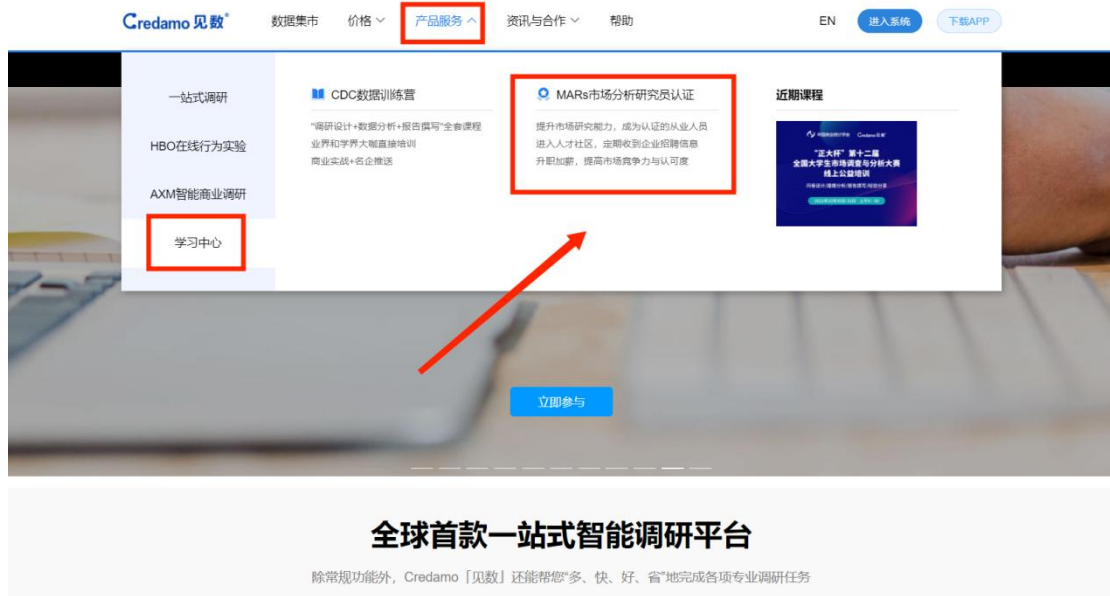 Credamo 见数
数据集市
价格
产品服务
资讯与合作
帮助
EN
进入系统
下载APP
一站式调研
HBO在线行为实验
AXM智能商业调研
学习中心
CDC数据训练营
"调研设计+数据分析+报告撰写"全套课程
业界和学界大咖直接培训
商业实战+名企推送
MARs市场分析研究员认证
提升市场研究能力，成为认证的从业人员
进入人才社区，定期收到企业招聘信息
升职加薪，提高市场竞争力与认可度
近期课程
"正大杯"第十二届
全国大学生市场调查与分析大赛
线上公益培训
立即参与
全球首款一站式智能调研平台
除常规功能外，Credamo「见数」还能帮您"多、快、好、省"地完成各项专业调研任务